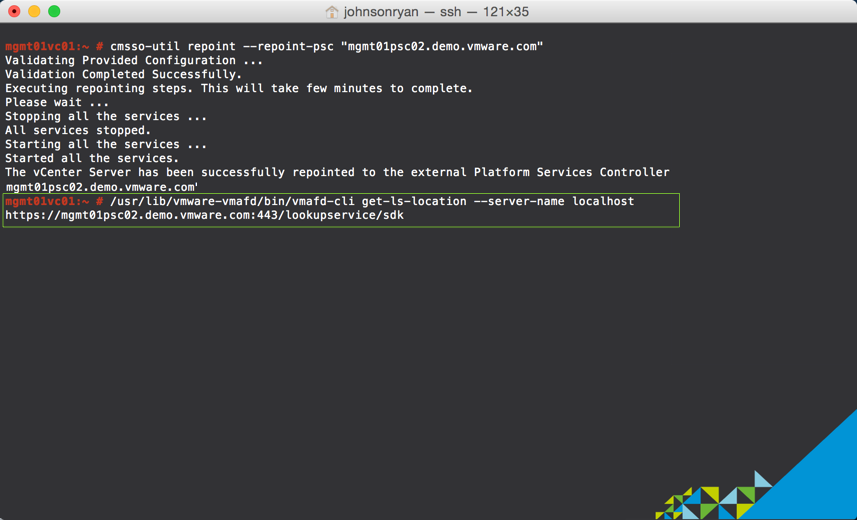 johnsonryan — ssh — 121×35
mgmt01vc01:~ # cmsso-util repoint --repoint-psc "mgmt01psc02.demo.vmware.com"
Validating Provided Configuration ...
Validation Completed Successfully.
Executing repointing steps. This will take few minutes to complete.
Please wait ...
Stopping all the services ...
All services stopped.
Starting all the services ...
Started all the services.
The vCenter Server has been successfully repointed to the external Platform Services Controller
mgmt01psc02.demo.vmware.com'
mgmt01vc01:~ # /usr/lib/vmware-vmafd/bin/vmafd-cli get-ls-location --server-name localhost
https://mgmt01psc02.demo.vmware.com:443/lookupservice/sdk